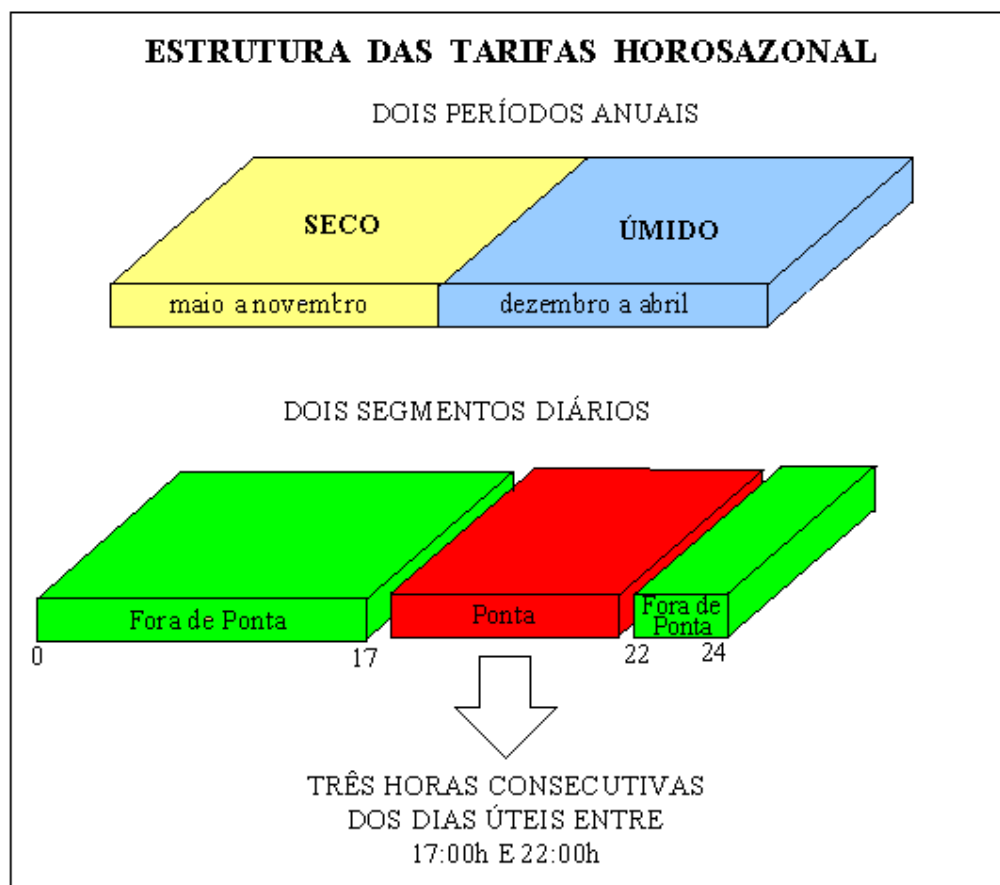 ESTRUTURA DAS TARIFAS HOROSAZONAL
DOIS PERÍODOS ANUAIS
SECO
ÚMIDO
maio a novembro
dezembro a abril
DOIS SEGMENTOS DIÁRIOS
Fora de Ponta
Ponta
Fora de
Ponta
0
17
22
24
TRÊS HORAS CONSECUTIVAS
DOS DIAS ÚTEIS ENTRE
17:00h E 22:00h